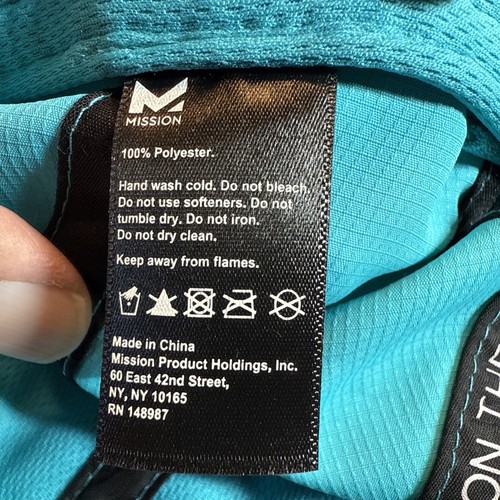 MISSION
100% Polyester.
Hand wash cold. Do not bleach.
Do not use softeners. Do not
tumble dry. Do not iron.
Do not dry clean.
Keep away from flames.
Made in China
Mission Product Holdings, Inc.
60 East 42nd Street,
NY, NY 10165
RN 148987
ON THE